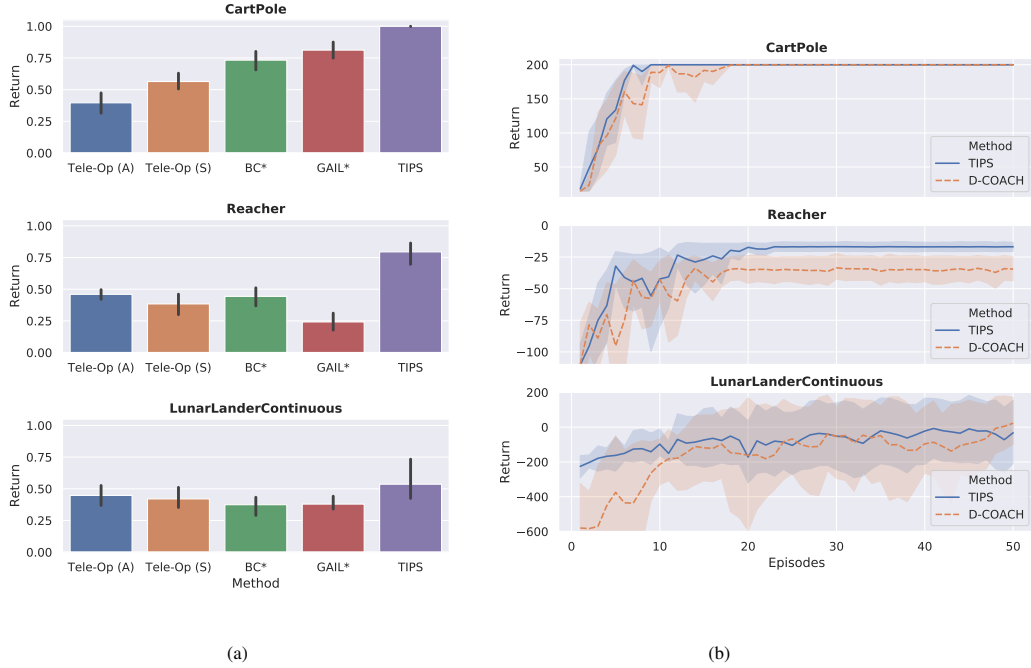 CartPole
1.00
0.75
0.50
0.25
0.00
Return
Tele-Op (A) Tele-Op (S) BC* GAIL* TIPS
Reacher
1.00
0.75
0.50
0.25
0.00
Return
Tele-Op (A) Tele-Op (S) BC* GAIL* TIPS
LunarLanderContinuous
1.00
0.75
0.50
0.25
0.00
Return
Tele-Op (A) Tele-Op (S) BC* GAIL* TIPS
Method
(a)
CartPole
200
150
100
50
Return
Method
TIPS
D-COACH
Reacher
0
−25
−50
−75
−100
Return
Method
TIPS
D-COACH
LunarLanderContinuous
200
0
−200
−400
−600
Return
Method
TIPS
D-COACH
0 10 20 30 40 50
Episodes
(b)